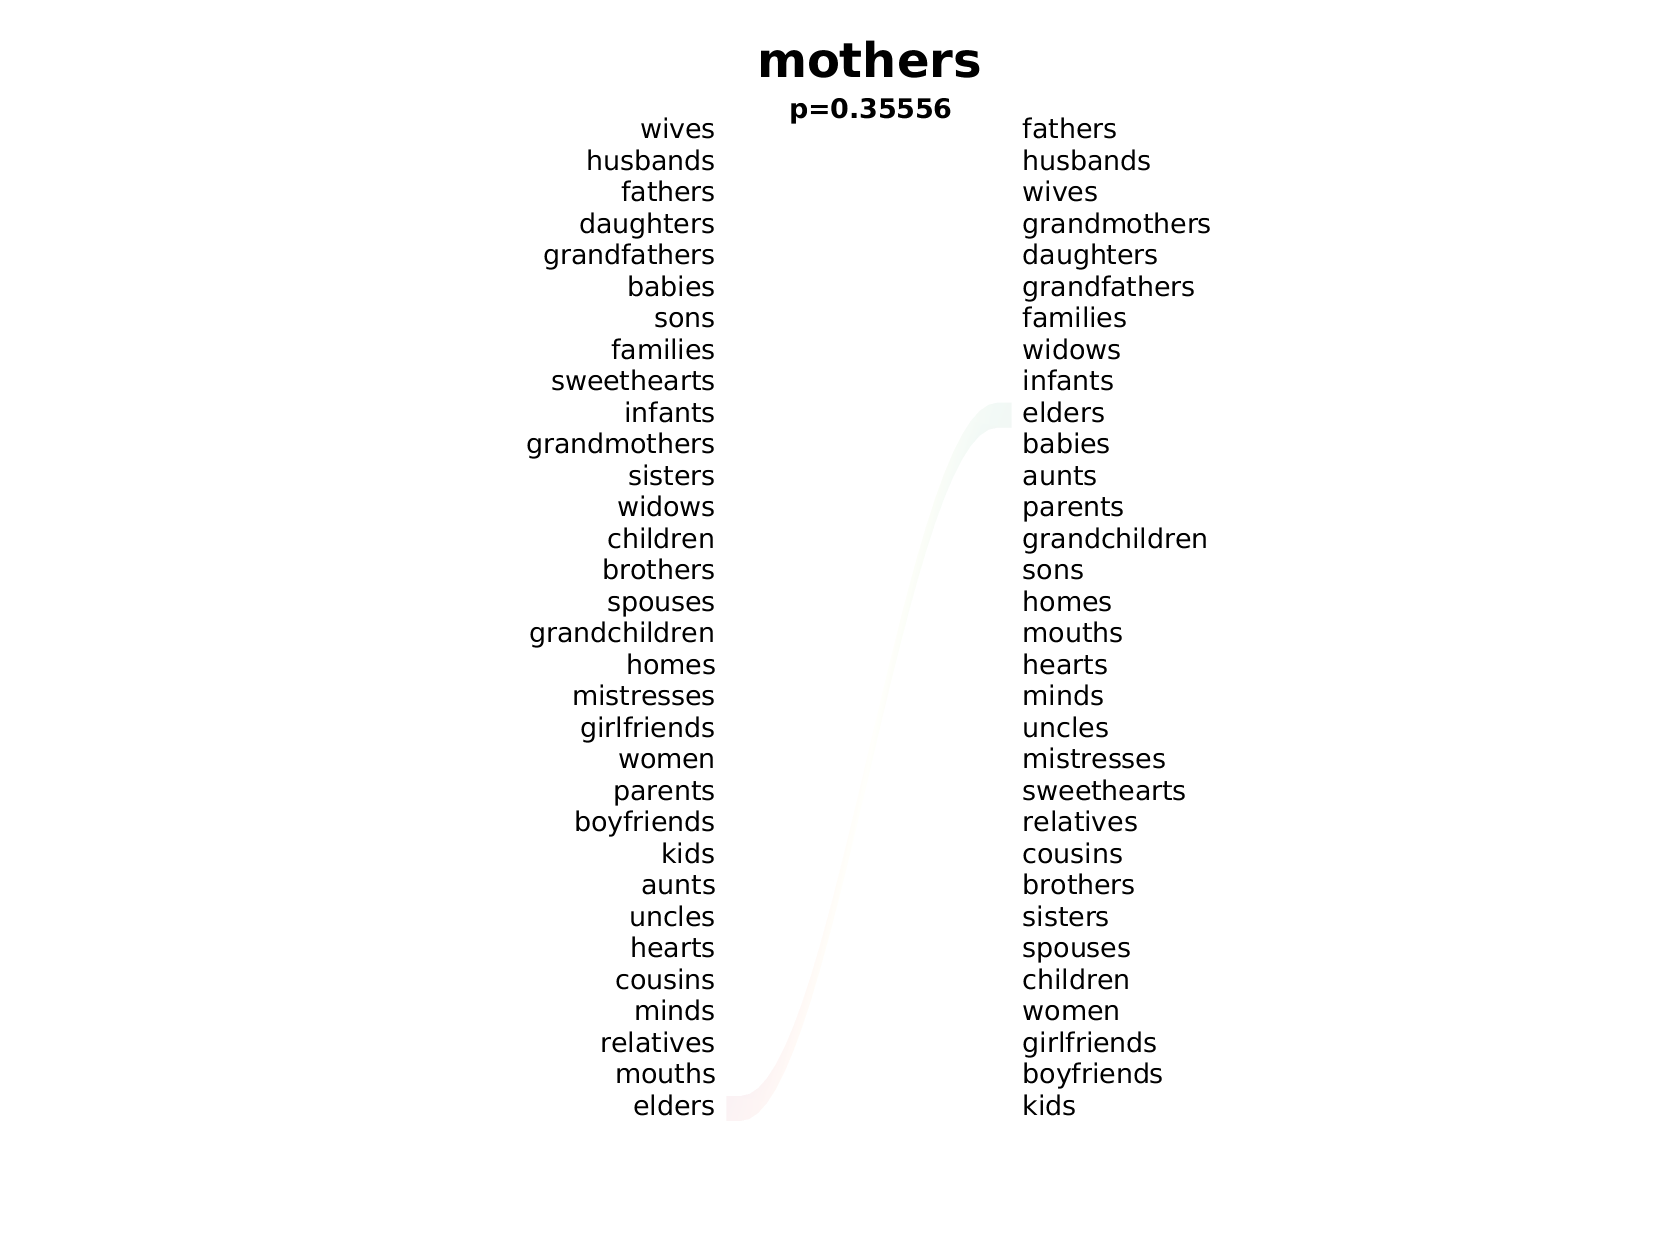 mothers
p=0.35556
wives
husbands
fathers
daughters
grandfathers
babies
sons
families
sweethearts
infants
grandmothers
sisters
widows
children
brothers
spouses
grandchildren
homes
mistresses
girlfriends
women
parents
boyfriends
kids
aunts
uncles
hearts
cousins
minds
relatives
mouths
elders
fathers
husbands
wives
grandmothers
daughters
grandfathers
families
widows
infants
elders
babies
aunts
parents
grandchildren
sons
homes
mouths
hearts
minds
uncles
mistresses
sweethearts
relatives
cousins
brothers
sisters
spouses
children
women
girlfriends
boyfriends
kids